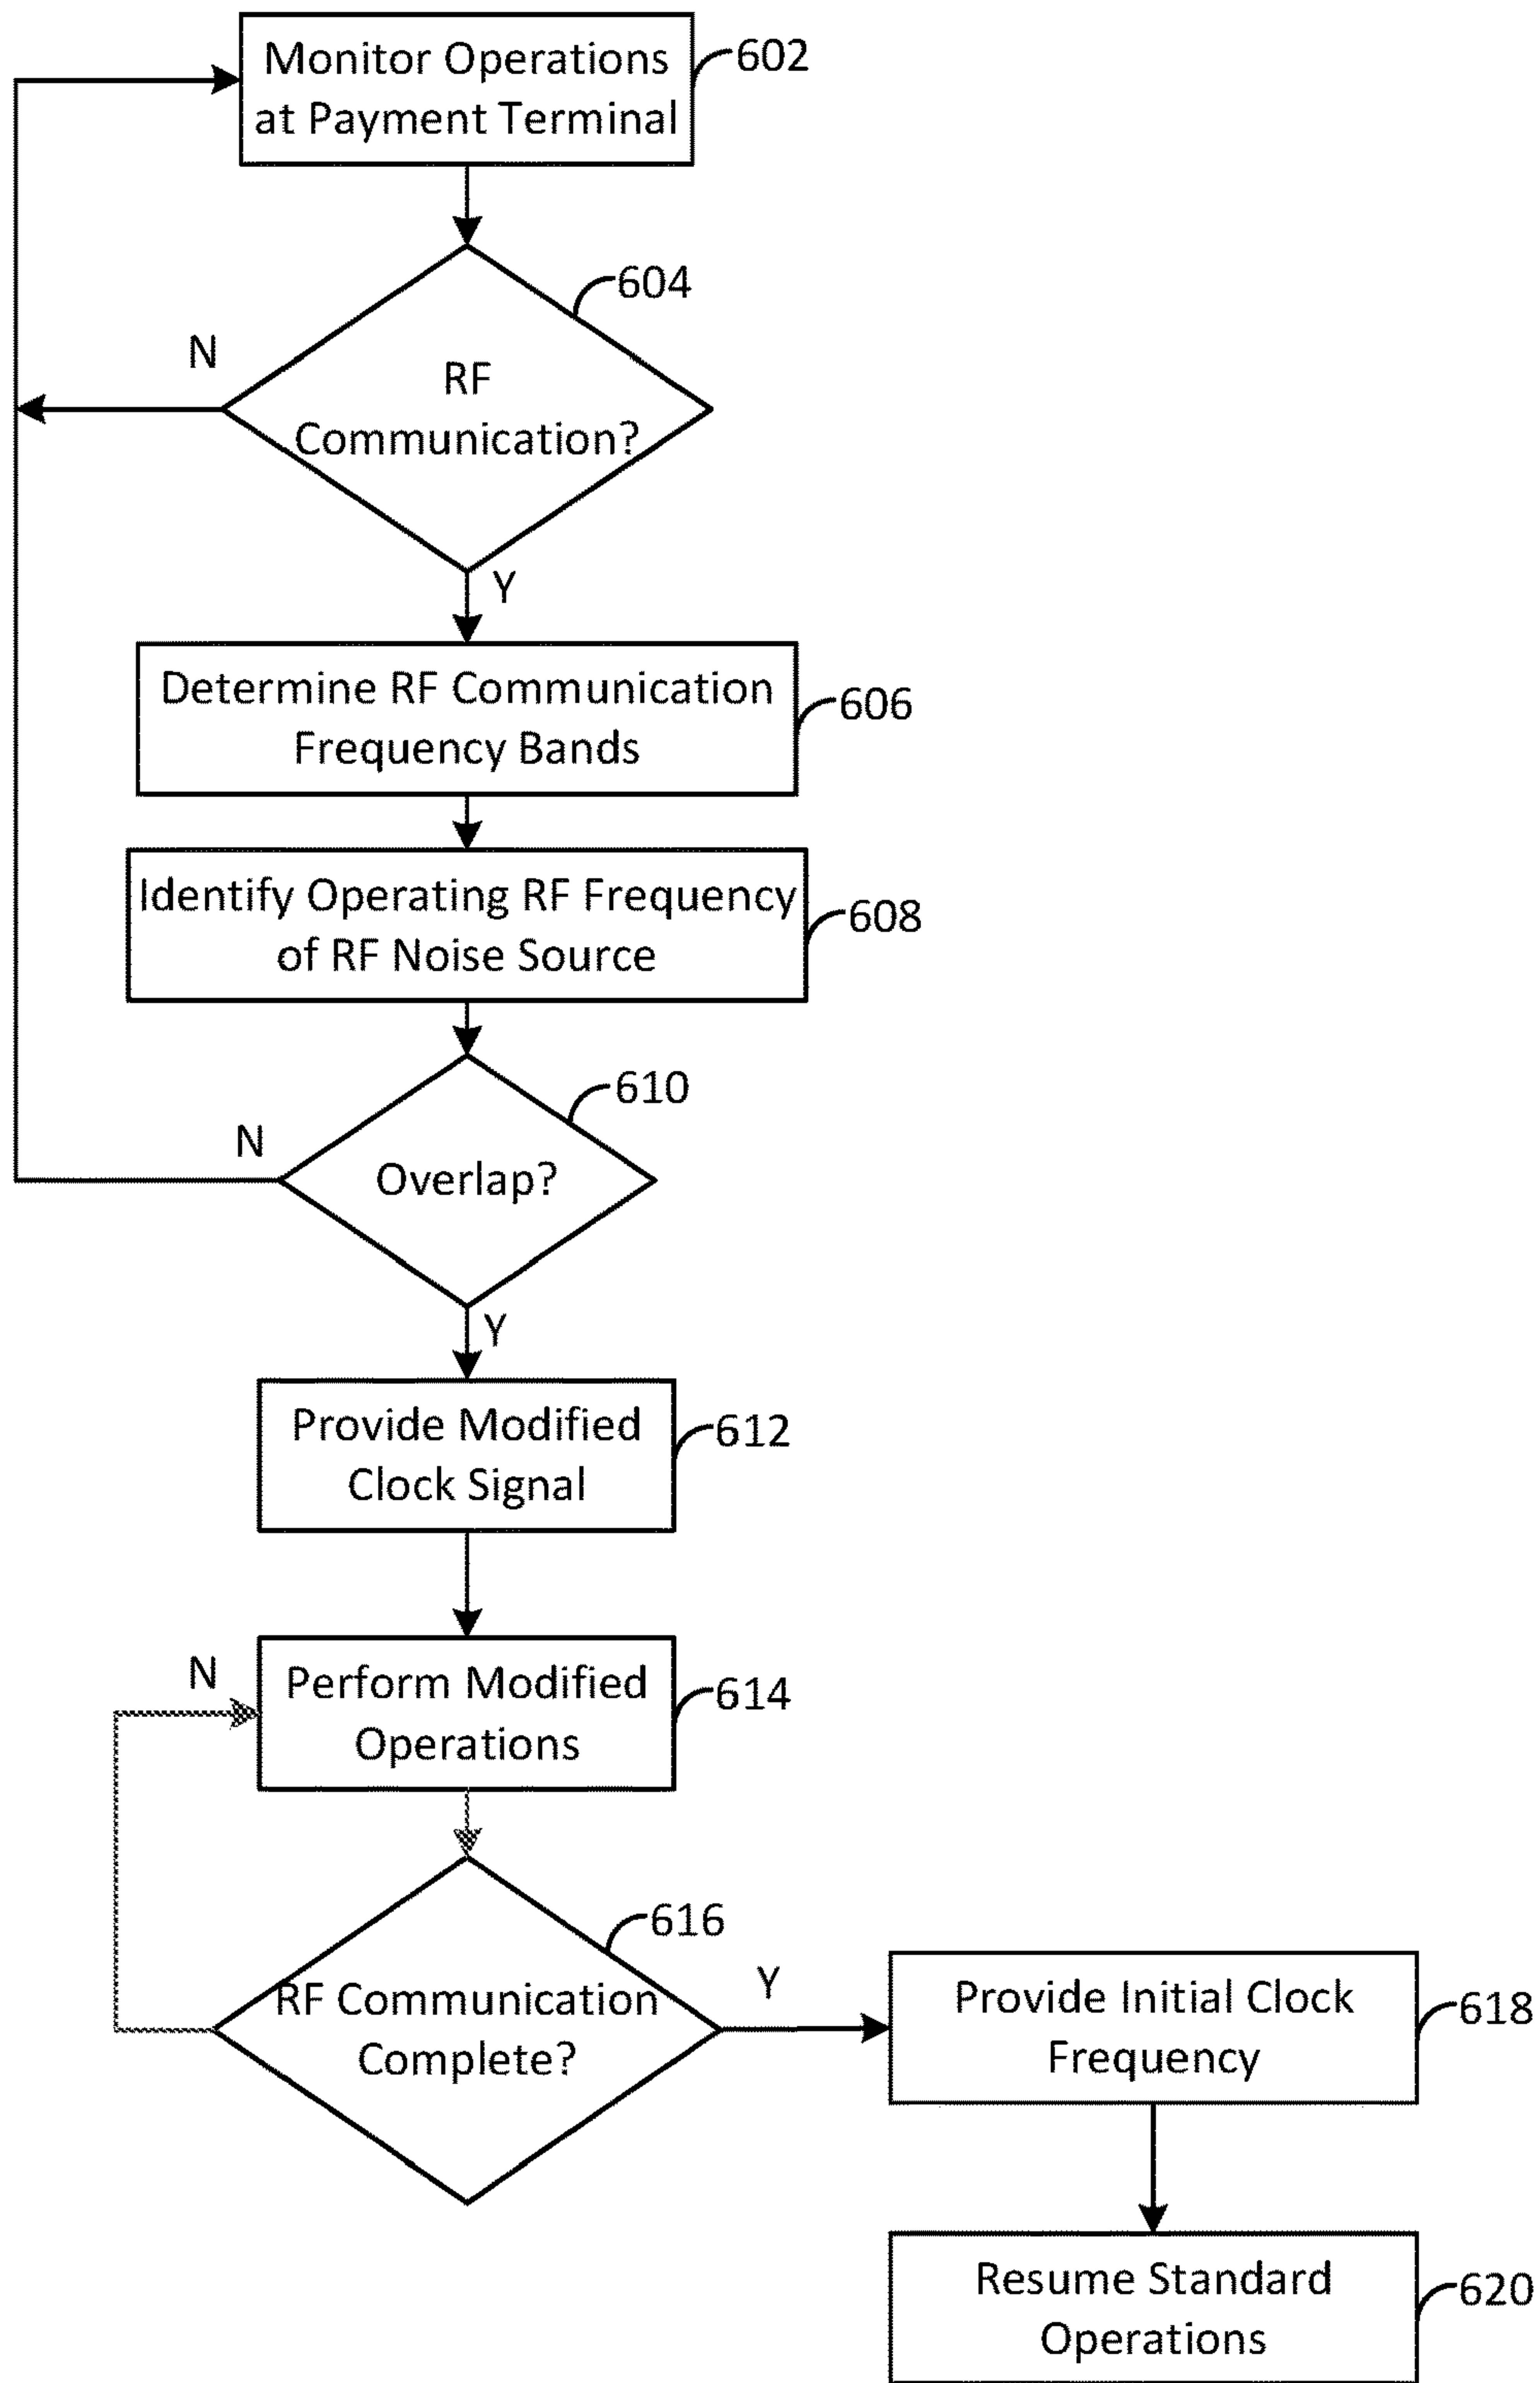 Monitor Operations
at Payment Terminal
602
604
N
RF
Communication?
Y
Determine RF Communication
Frequency Bands
606
Identify Operating RF Frequency
of RF Noise Source
608
610
N
Overlap?
Y
Provide Modified
Clock Signal
612
N
Perform Modified
Operations
614
616
RF Communication
Complete?
Y
Provide Initial Clock
Frequency
618
Resume Standard
Operations
620